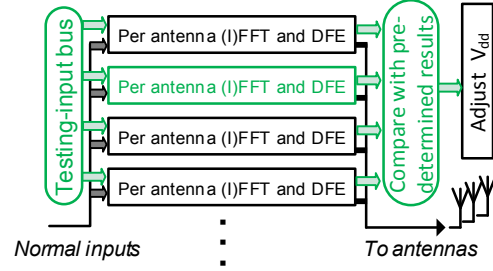 Testing-input bus
Per antenna (I)FFT and DFE
Per antenna (I)FFT and DFE
Per antenna (I)FFT and DFE
Per antenna (I)FFT and DFE
Compare with pre-
determined results
Adjust Vdd
Normal inputs
To antennas